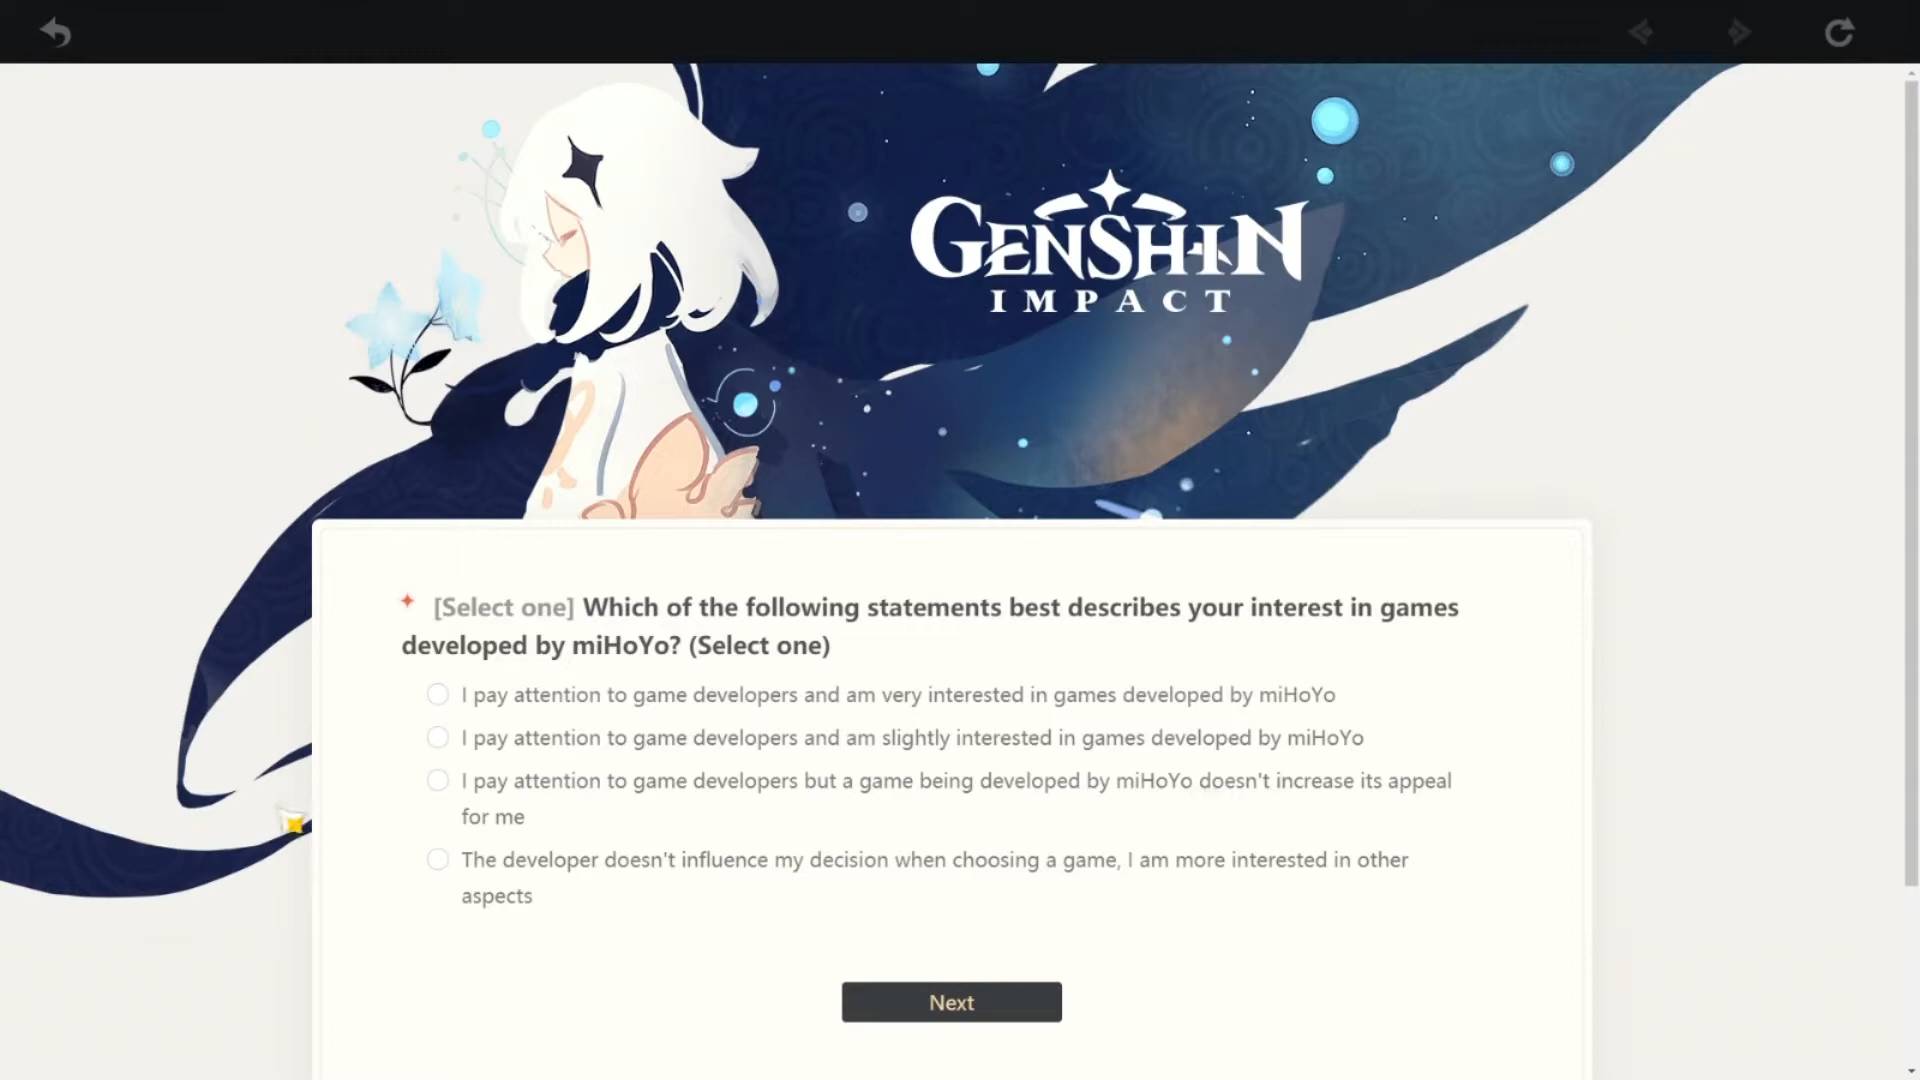 GENSHIN
IMPACT
[Select one] Which of the following statements best describes your interest in games
developed by miHoYo? (Select one)
I pay attention to game developers and am very interested in games developed by miHoYo
I pay attention to game developers and am slightly interested in games developed by miHoYo
I pay attention to game developers but a game being developed by miHoYo doesn't increase its appeal
for me
The developer doesn't influence my decision when choosing a game, I am more interested in other
aspects
Next